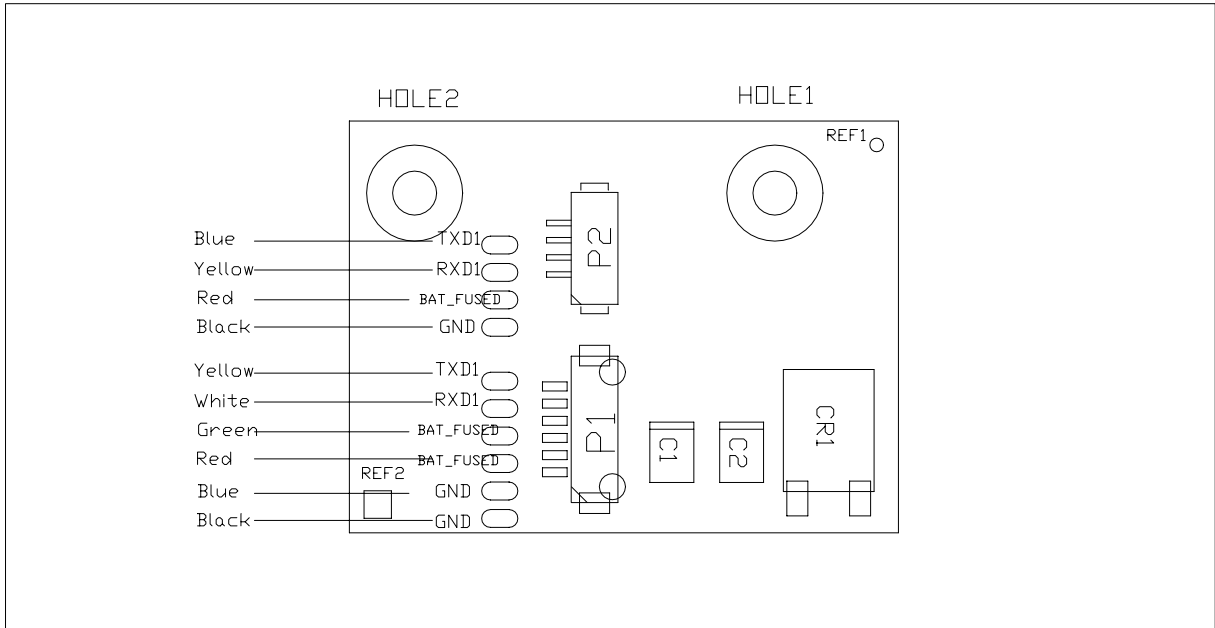 HOLE2 HOLE1
REF1
Blue TXD1
Yellow RXD1
Red BAT_FUSED
Black GND
P2
Yellow TXD1
White RXD1
Green BAT_FUSED
Red BAT_FUSED
REF2
Blue GND
Black GND
P1
C1
C2
CR1